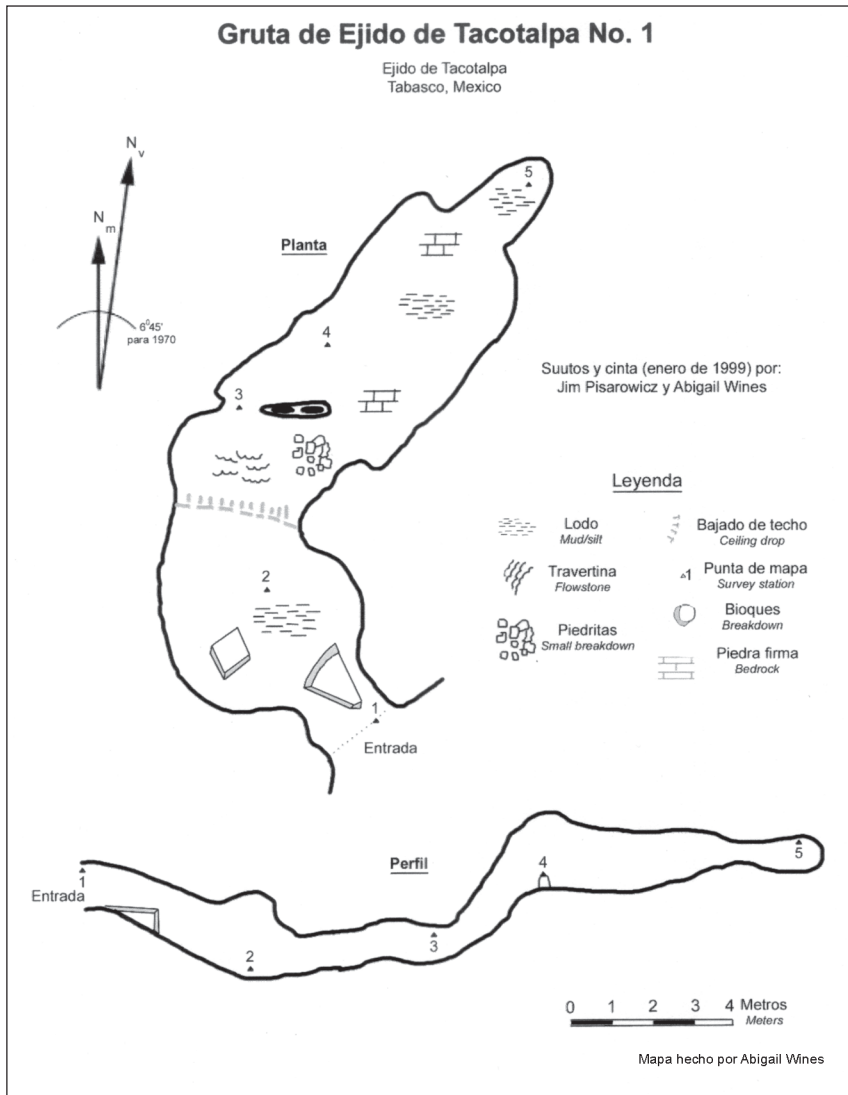 Gruta de Ejido de Tacotalpa No. 1
Ejido de Tacotalpa
Tabasco, Mexico
Nv
Nm
6°45'
para 1970
Planta
5
4
3
2
1
Entrada
Suutos y cinta (enero de 1999) por:
Jim Pisarowicz y Abigail Wines
Leyenda
Lodo
Mud/silt
Travertina
Flowstone
Piedritas
Small breakdown
Bajado de techo
Ceiling drop
1
Punta de mapa
Survey station
Bioques
Breakdown
Piedra firma
Bedrock
Perfil
1
Entrada
2
3
4
5
0 1 2 3 4 Metros
Meters
Mapa hecho por Abigail Wines